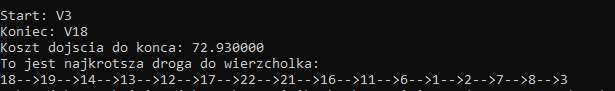 Start: V3
Koniec: V18
Koszt dojscia do konca: 72.930000
To jest najkrotsza droga do wierzcholka:
18-->19-->14-->13-->12-->17-->22-->21-->16-->11-->6-->1-->2-->7-->8-->3